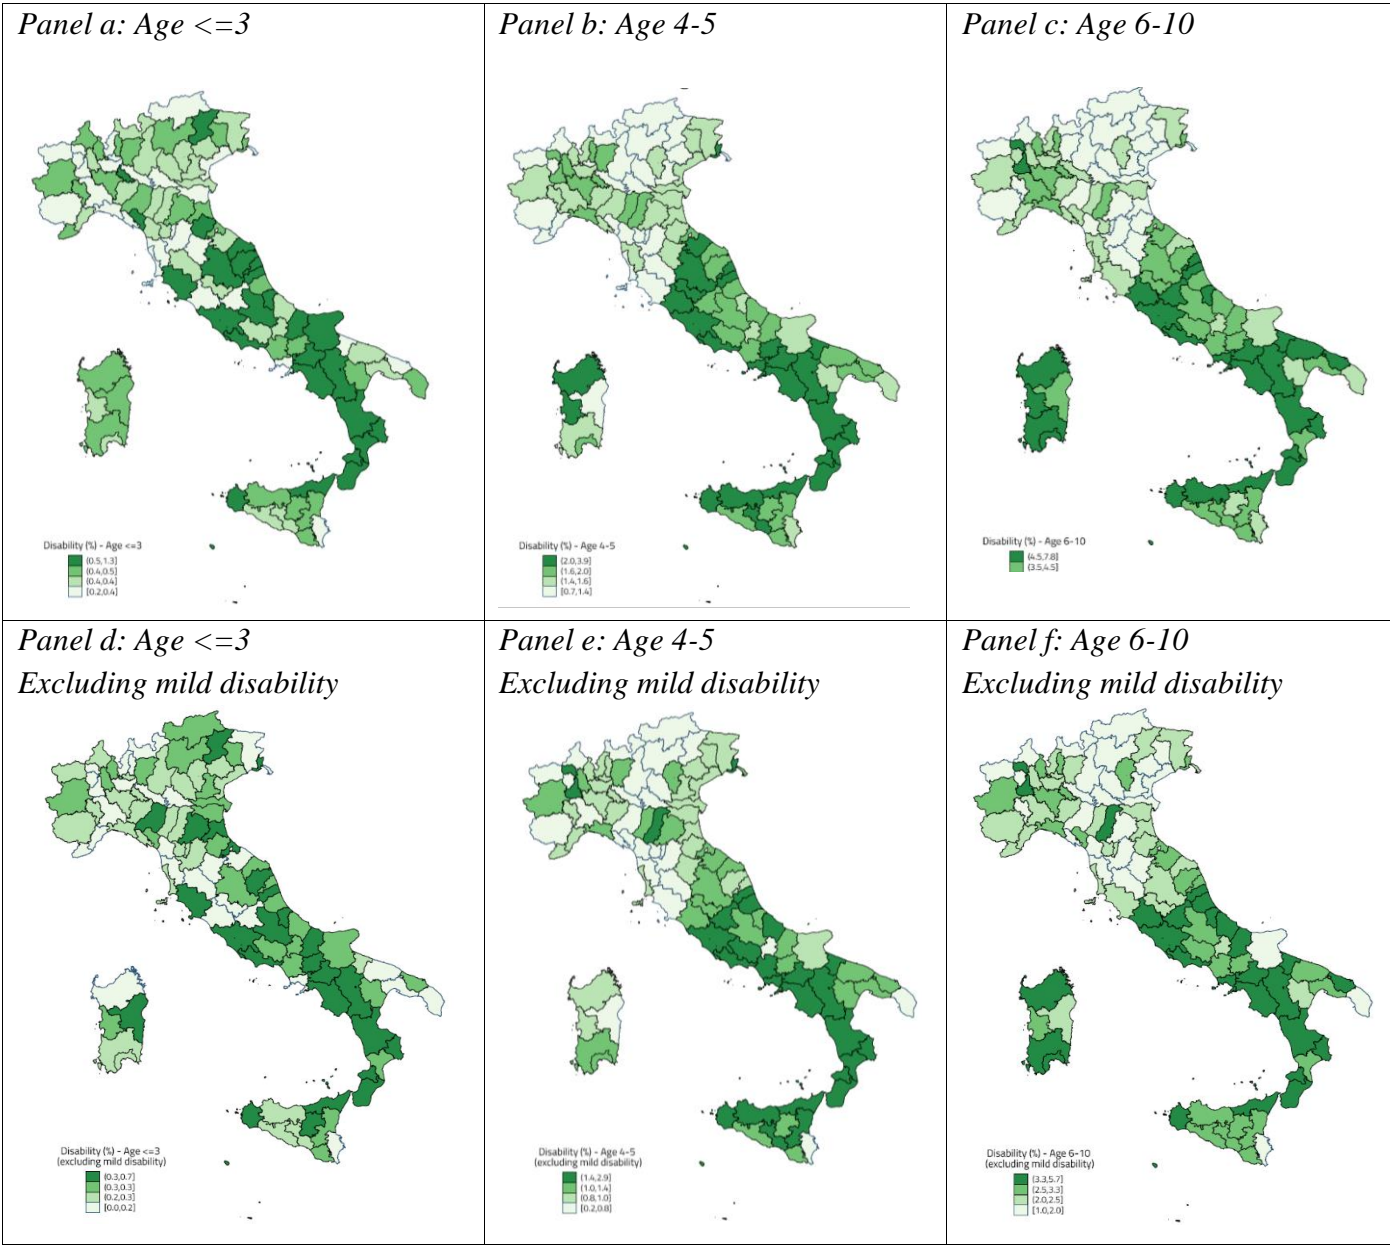 Panel a: Age <=3
Disability (%) - Age <=3
(0.5,1.3]
(0.4,0.5]
(0.4,0.4]
[0.2,0.4]
Panel b: Age 4-5
Disability (%) - Age 4-5
(2.0,3.9]
(1.6,2.0]
(1.4,1.6]
[0.7,1.4]
Panel c: Age 6-10
Disability (%) - Age 6-10
(4.5,7.8]
(3.5,4.5]
Panel d: Age <=3
Excluding mild disability
Disability (%) - Age <=3
(excluding mild disability)
(0.3,0.7]
(0.3,0.3]
(0.2,0.3]
[0.0,0.2]
Panel e: Age 4-5
Excluding mild disability
Disability (%) - Age 4-5
(excluding mild disability)
(1.4,2.9]
(1.0,1.4]
(0.8,1.0]
[0.2,0.8]
Panel f: Age 6-10
Excluding mild disability
Disability (%) - Age 6-10
(excluding mild disability)
(3.3,5.7]
(2.5,3.3]
(2.0,2.5]
[1.0,2.0]